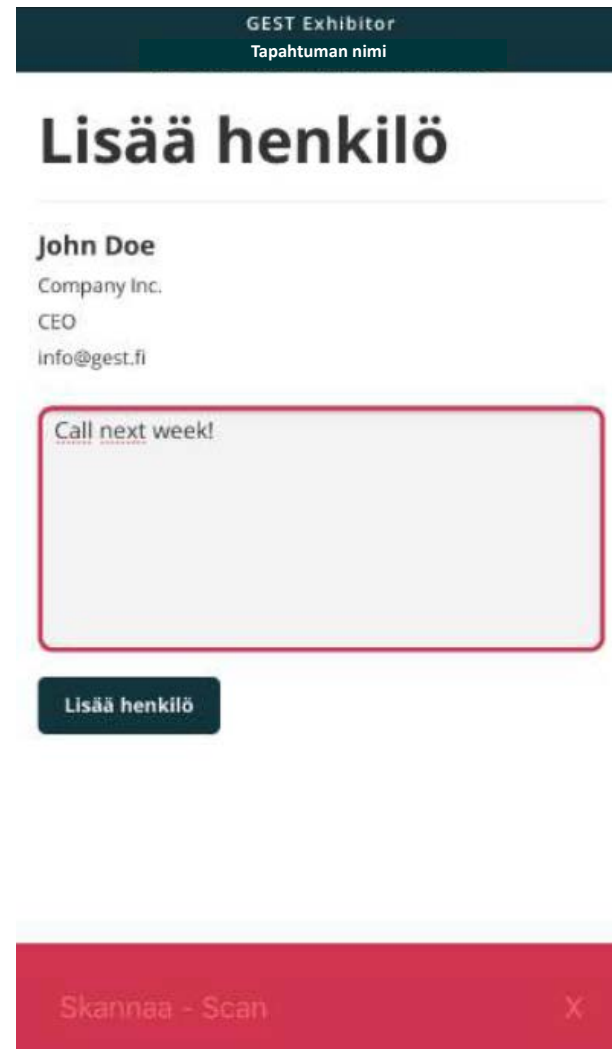 GEST Exhibitor
Tapahtuman nimi
Lisää henkilö
John Doe
Company Inc.
CEO
info@gest.fi
Call next week!
Lisää henkilö
Skannaa - Scan X